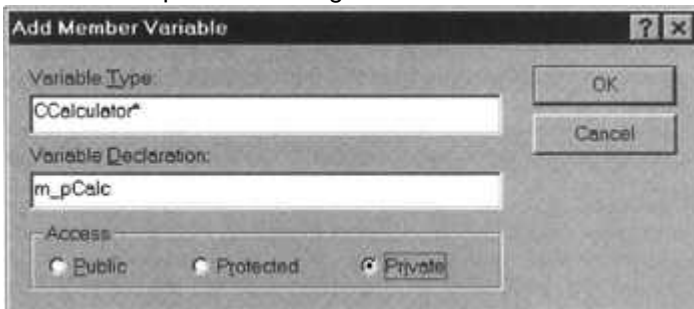 Add Member Variable
Variable Type:
CCalculator*
OK
Cancel
Variable Declaration:
m_pCalc
Access
Public
Protected
Private